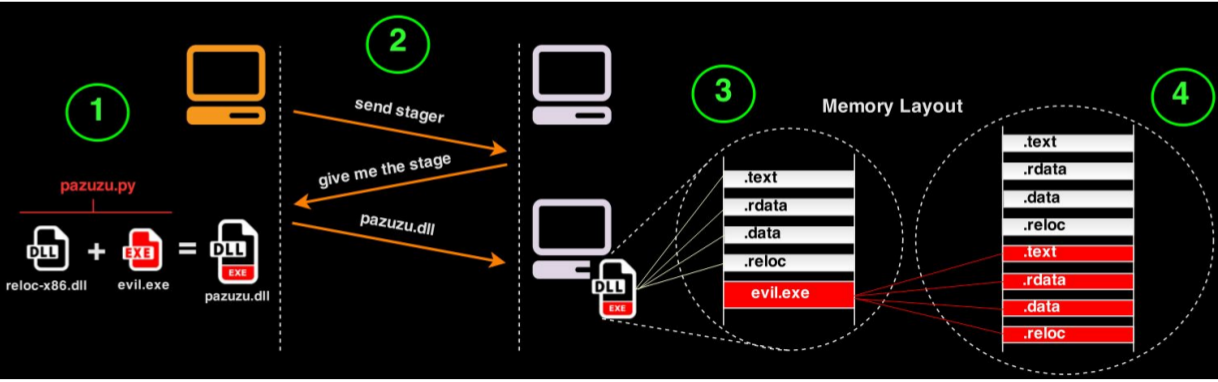 1
pazuzu.py
DLL + EXE = DLL EXE
reloc-x86.dll evil.exe pazuzu.dll
2
send stager
give me the stage
pazuzu.dll
DLL
EXE
3
Memory Layout
.text
.rdata
.data
.reloc
evil.exe
4
.text
.rdata
.data
.reloc
.text
.rdata
.data
.reloc